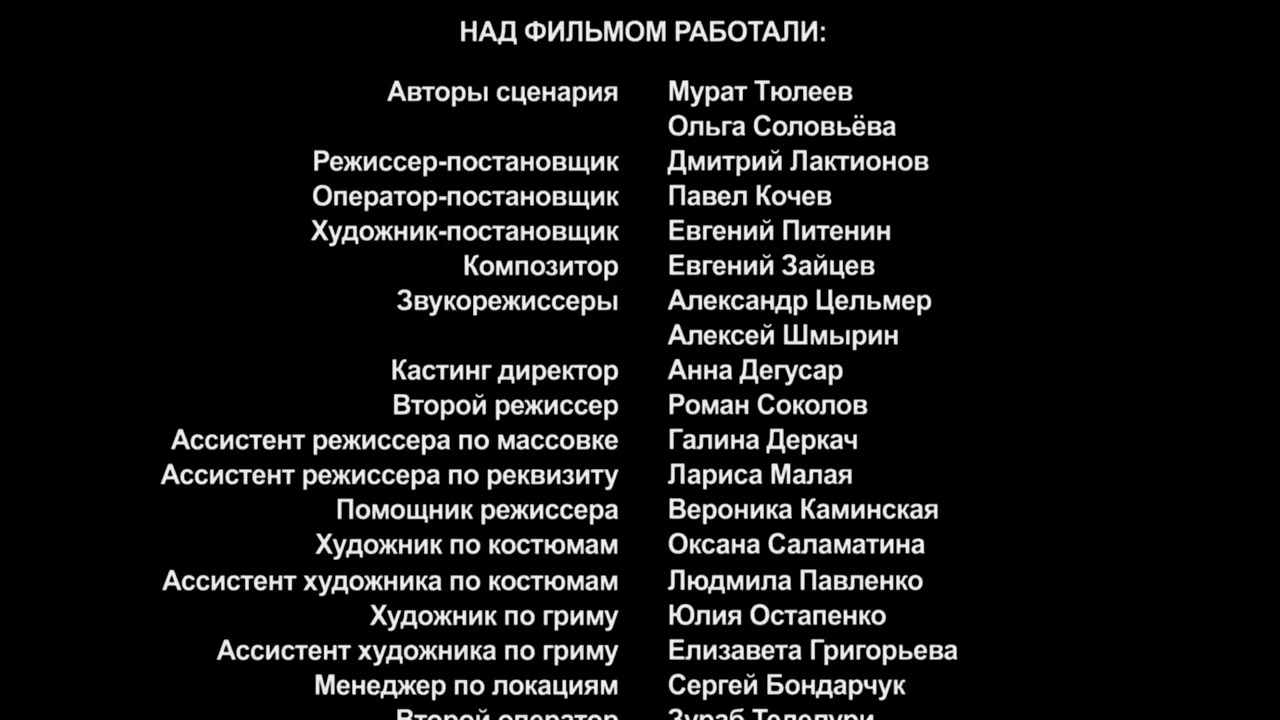 НАД ФИЛЬМОМ РАБОТАЛИ:
Авторы сценария Мурат Тюлеев
Ольга Соловьёва
Режиссер-постановщик Дмитрий Лактионов
Оператор-постановщик Павел Кочев
Художник-постановщик Евгений Питенин
Композитор Евгений Зайцев
Звукорежиссеры Александр Цельмер
Алексей Шмырин
Кастинг директор Анна Дегусар
Второй режиссер Роман Соколов
Ассистент режиссера по массовке Галина Деркач
Ассистент режиссера по реквизиту Лариса Малая
Помощник режиссера Вероника Каминская
Художник по костюмам Оксана Саламатина
Ассистент художника по костюмам Людмила Павленко
Художник по гриму Юлия Остапенко
Ассистент художника по гриму Елизавета Григорьева
Менеджер по локациям Сергей Бондарчук
Второй оператор Зураб